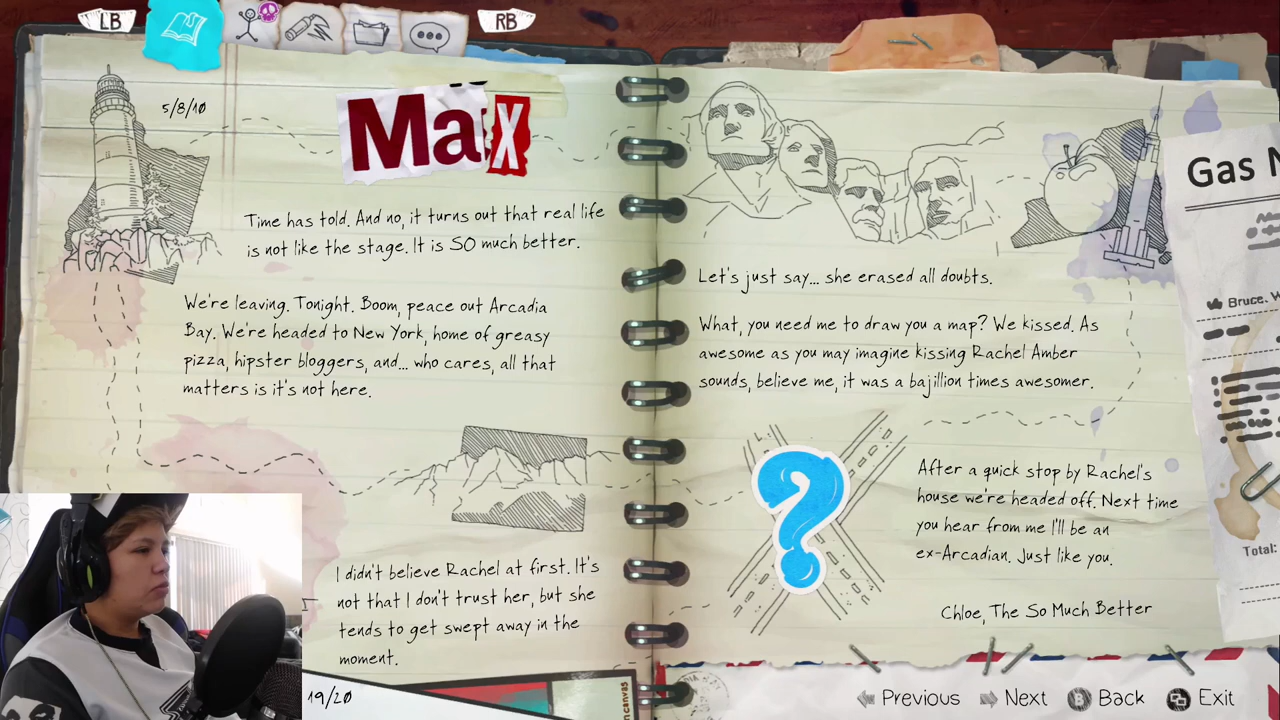 LB
RB
5/8/10
Max
Time has told. And no, it turns out that real life
is not like the stage. It is SO much better.
We're leaving. Tonight. Boom, peace out Arcadia
Bay. We're headed to New York, home of greasy
pizza, hipster bloggers, and... who cares, all that
matters is it's not here.
I didn't believe Rachel at first. It's
not that I don't trust her, but she
tends to get swept away in the
moment.
19/20
Let's just say... she erased all doubts.
What, you need me to draw you a map? We kissed. As
awesome as you may imagine kissing Rachel Amber
sounds, believe me, it was a bajillion times awesomer.
?
After a quick stop by Rachel's
house we're headed off. Next time
you hear from me I'll be an
ex-Arcadian. Just like you.
Chloe, The So Much Better
Gas
Bruce.
Total:
Previous
Next
B Back
Exit